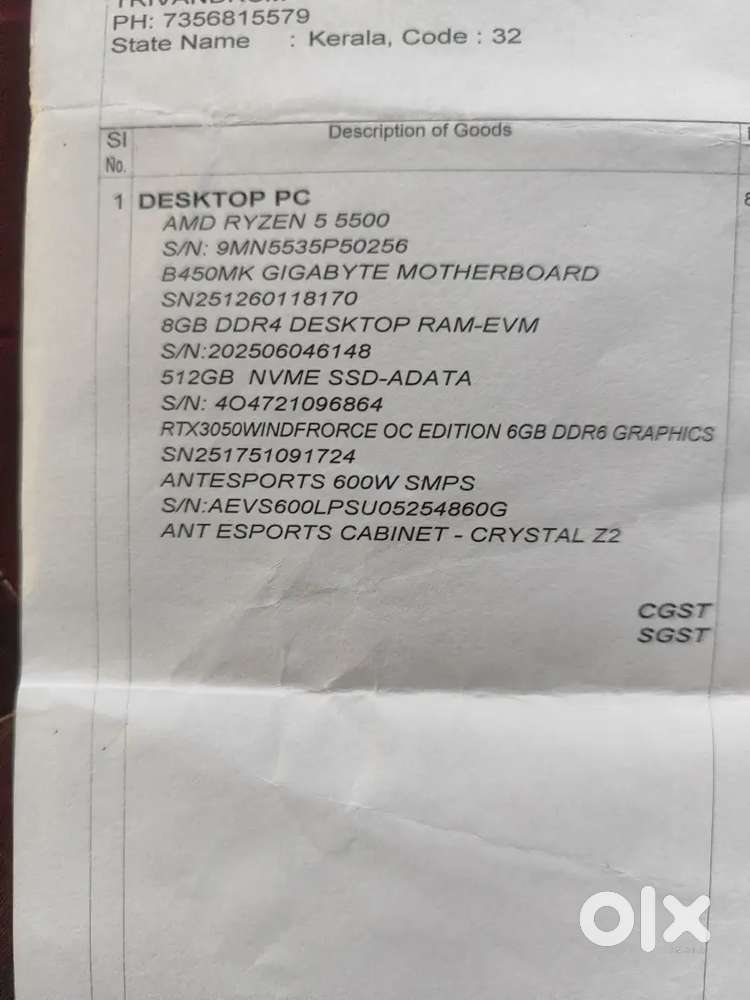 PH: 7356815579
State Name : Kerala, Code : 32
SI
No.
Description of Goods
1 DESKTOP PC
AMD RYZEN 5 5500
S/N: 9MN5535P50256
B450MK GIGABYTE MOTHERBOARD
SN251260118170
8GB DDR4 DESKTOP RAM-EVM
S/N:202506046148
512GB NVME SSD-ADATA
S/N: 4O4721096864
RTX3050WINDFRORCE OC EDITION 6GB DDR6 GRAPHICS
SN251751091724
ANTESPORTS 600W SMPS
S/N:AEVS600LPSU05254860G
ANT ESPORTS CABINET - CRYSTAL Z2
CGST
SGST
olx